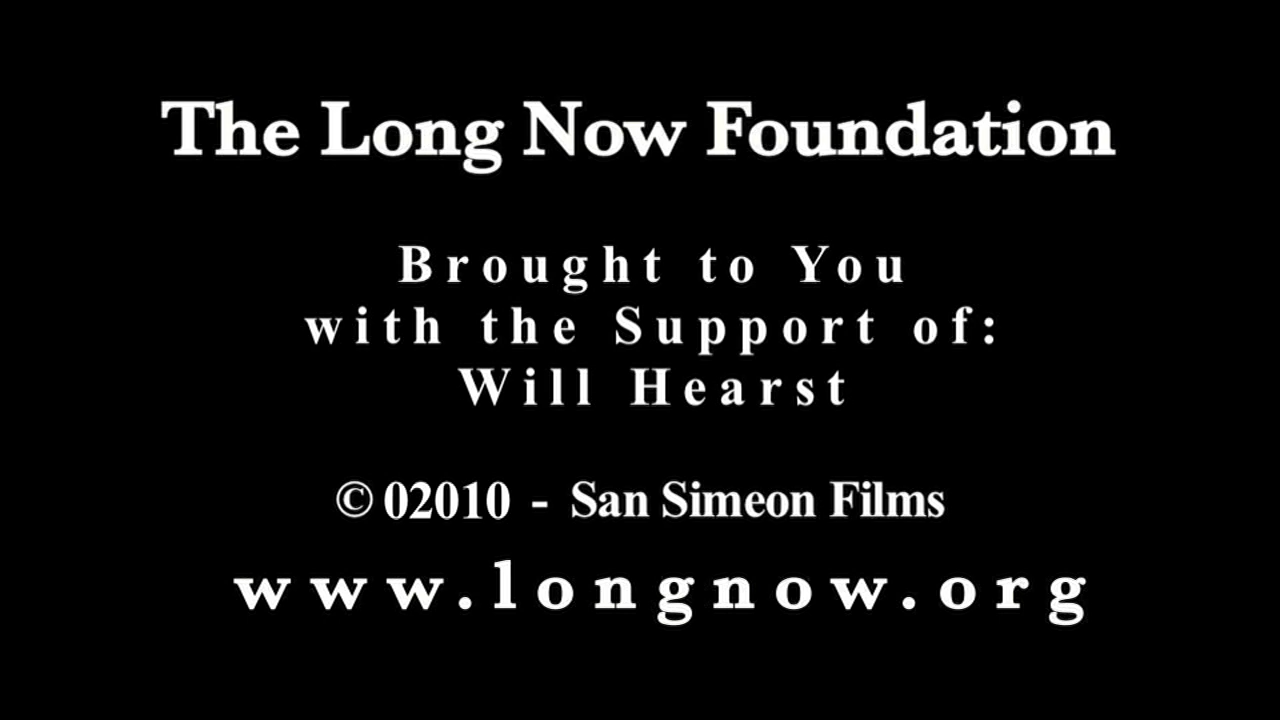 The Long Now Foundation
Brought to You
with the Support of:
Will Hearst
© 02010 - San Simeon Films
www.longnow.org